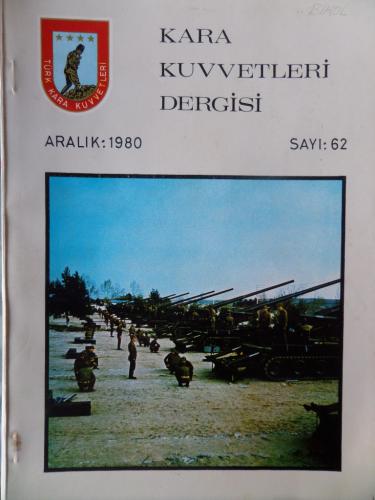 TÜRK KARA KUVVETLERİ
KARA
KUVVETLERİ
DERGİSİ
ARALIK: 1980
SAYI: 62